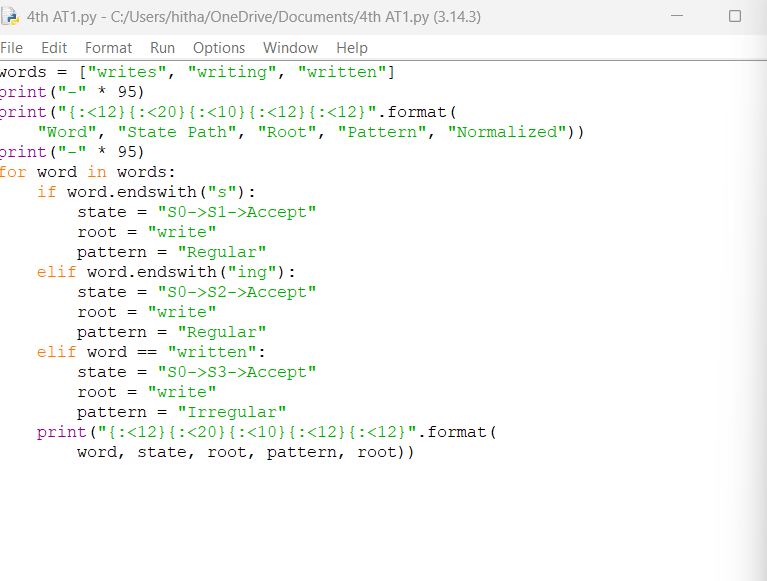 4th AT1.py - C:/Users/hitha/OneDrive/Documents/4th AT1.py (3.14.3)
File Edit Format Run Options Window Help
words = ["writes", "writing", "written"]
print("-" * 95)
print("{:<12}{:<20}{:<10}{:<12}{:<12}".format(
    "Word", "State Path", "Root", "Pattern", "Normalized"))
print("-" * 95)
for word in words:
    if word.endswith("s"):
        state = "S0->S1->Accept"
        root = "write"
        pattern = "Regular"
    elif word.endswith("ing"):
        state = "S0->S2->Accept"
        root = "write"
        pattern = "Regular"
    elif word == "written":
        state = "S0->S3->Accept"
        root = "write"
        pattern = "Irregular"
    print("{:<12}{:<20}{:<10}{:<12}{:<12}".format(
        word, state, root, pattern, root))